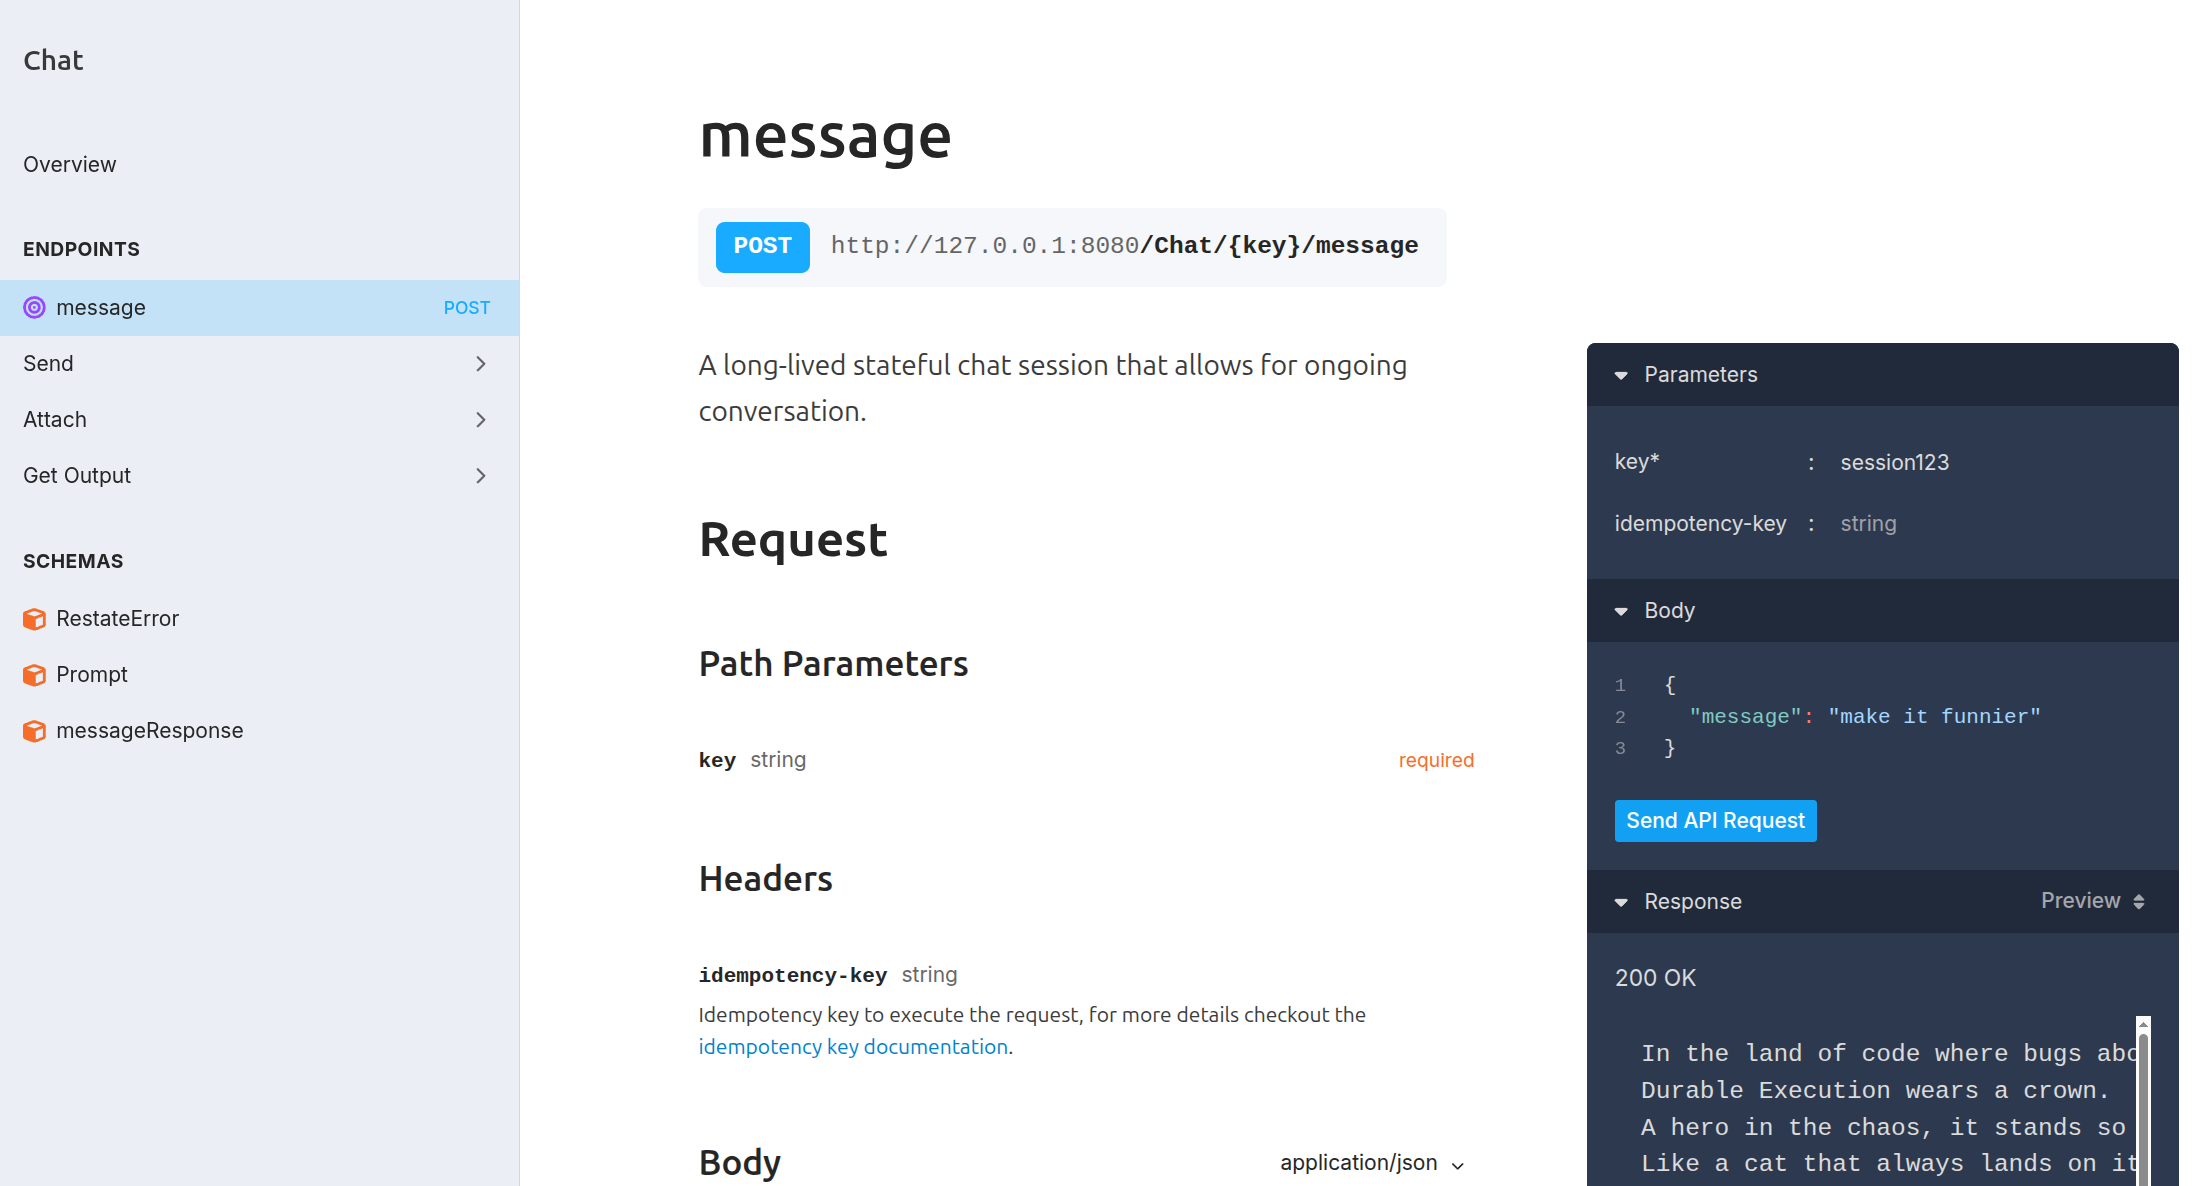 Chat
Overview
ENDPOINTS
message POST
Send
Attach
Get Output
SCHEMAS
RestateError
Prompt
messageResponse
message
POST http://127.0.0.1:8080/Chat/{key}/message
A long-lived stateful chat session that allows for ongoing
conversation.
Request
Path Parameters
key string required
Headers
idempotency-key string
Idempotency key to execute the request, for more details checkout the
idempotency key documentation.
Body application/json
Parameters
key* : session123
idempotency-key : string
Body
1 {
2 "message": "make it funnier"
3 }
Send API Request
Response Preview
200 OK
In the land of code where bugs
Durable Execution wears a crown.
A hero in the chaos, it stands so
Like a cat that always lands on